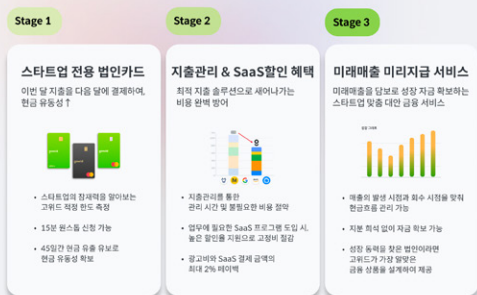 Stage 1
스타트업 전용 법인카드
이번 달 지출을 다음 달에 결제하여,
현금 유동성↑
• 스타트업의 잠재력을 알아보는
고위드 적정 한도 측정
• 15분 원스톱 신청 가능
• 45일간 현금 유출 유보로
현금 유동성 확보
Stage 2
지출관리 & SaaS할인 혜택
최적 지출 솔루션으로 새어나가는
비용 완벽 방어
• 지출관리를 통한
관리 시간 및 불필요한 비용 절약
• 업무에 필요한 SaaS 프로그램 도입 시,
높은 할인율 지원으로 고정비 절감
• 광고비와 SaaS 결제 금액의
최대 2% 페이백
Stage 3
미래매출 미리지급 서비스
미래매출을 담보로 성장 자금 확보하는
스타트업 맞춤 대안 금융 서비스
• 매출의 발생 시점과 회수 시점을 맞춰
현금흐름 관리 가능
• 지분 희석 없이 자금 확보 가능
• 성장 동력을 찾은 법인이라면
고위드가 가장 알맞은
금융 상품을 설계하여 제공